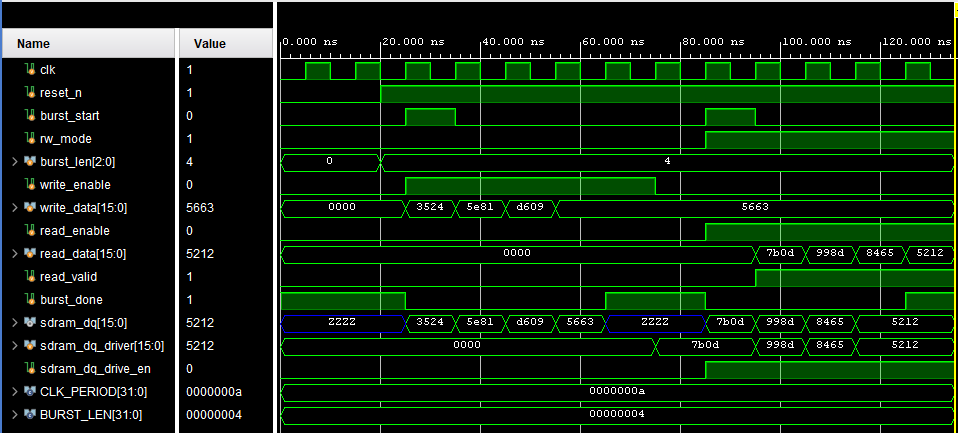 Name Value 0.000 ns 20.000 ns 40.000 ns 60.000 ns 80.000 ns 100.000 ns 120.000 ns
clk 1
reset_n 1
burst_start 0
rw_mode 1
burst_len[2:0] 4 0 4
write_enable 0
write_data[15:0] 5663 0000 3524 5e81 d609 5663
read_enable 0
read_data[15:0] 5212 0000 7b0d 998d 8465 5212
read_valid 1
burst_done 1
sdram_dq[15:0] 5212 ZZZZ 3524 5e81 d609 5663 ZZZZ 7b0d 998d 8465 5212
sdram_dq_driver[15:0] 5212 0000 7b0d 998d 8465 5212
sdram_dq_drive_en 0
CLK_PERIOD[31:0] 0000000a 0000000a
BURST_LEN[31:0] 00000004 00000004